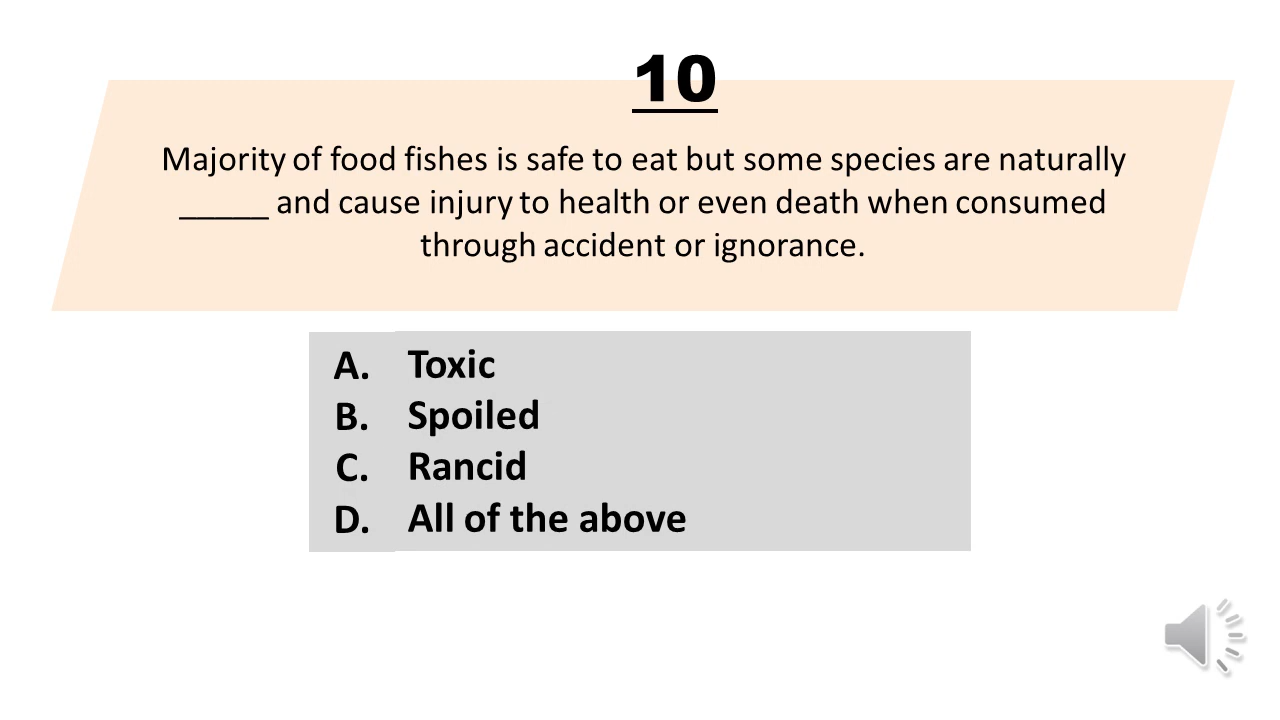 10
Majority of food fishes is safe to eat but some species are naturally
_____ and cause injury to health or even death when consumed
through accident or ignorance.
A. Toxic
B. Spoiled
C. Rancid
D. All of the above